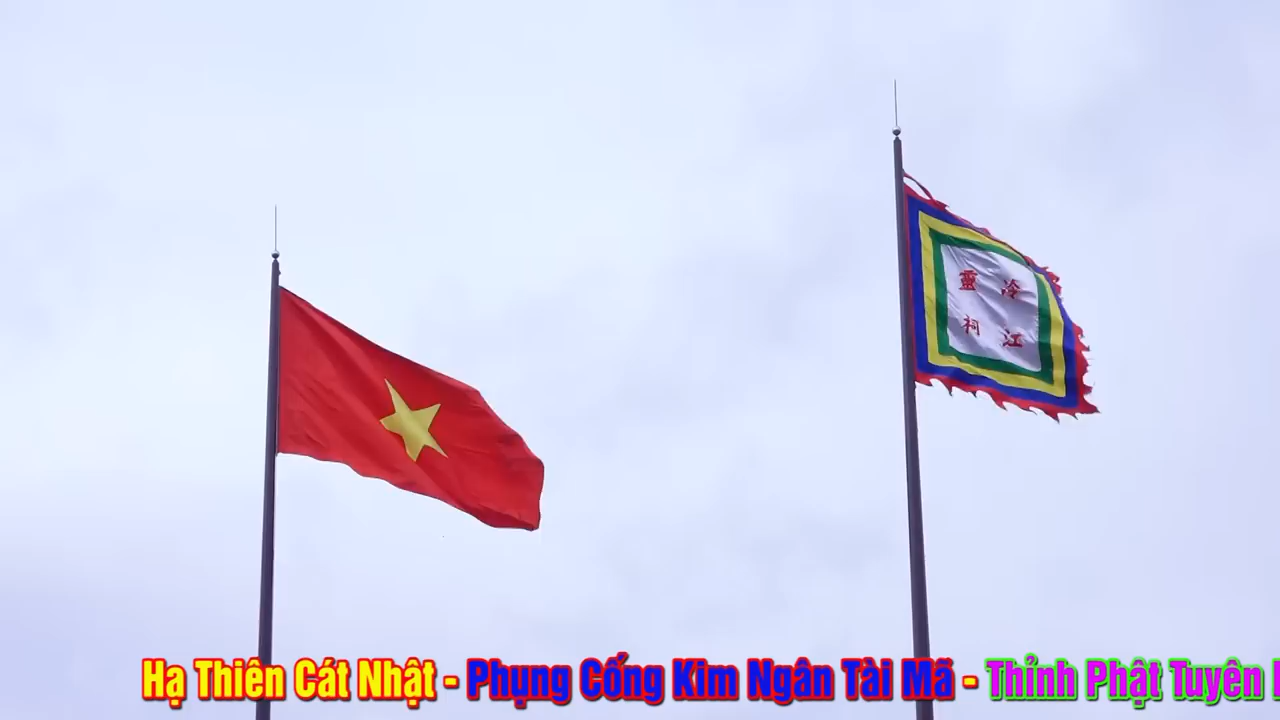 泠江
靈祠
Hạ Thiên Cát Nhật - Phụng Cống Kim Ngân Tài Mã - Thỉnh Phật Tuyên